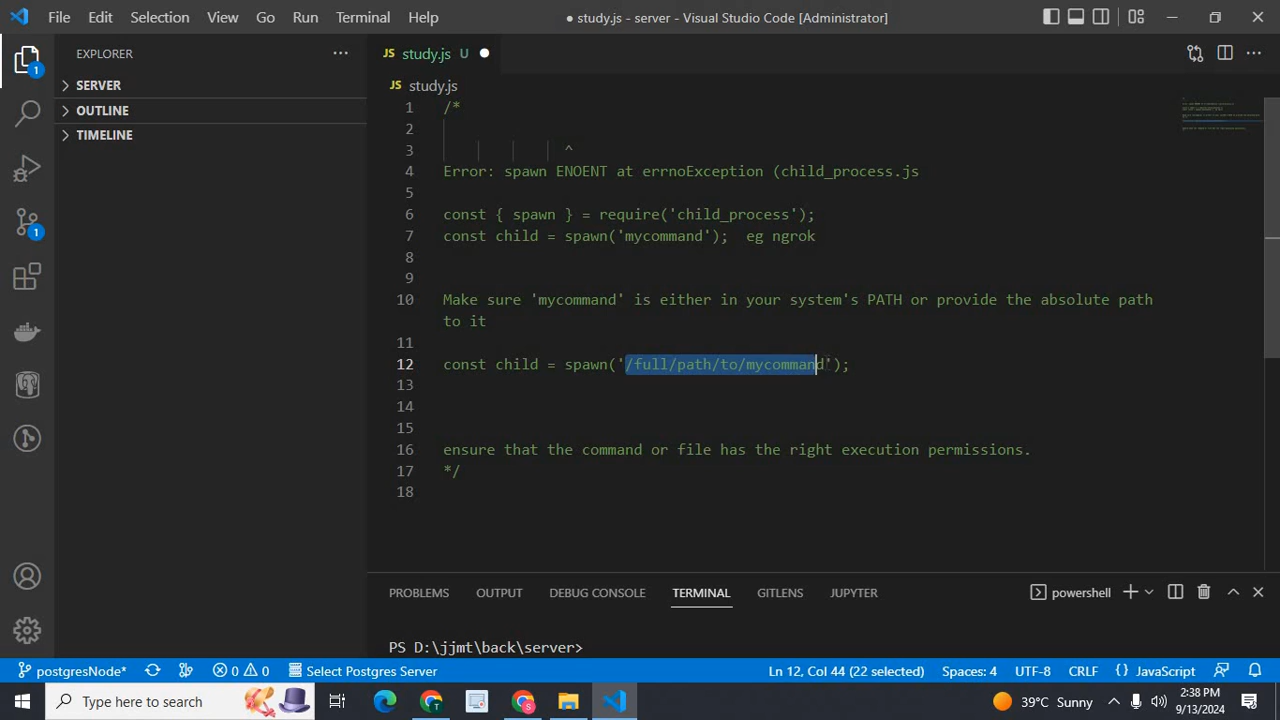 File Edit Selection View Go Run Terminal Help
● study.js - server - Visual Studio Code [Administrator]
EXPLORER
···
JS study.js U
···
1
SERVER
OUTLINE
TIMELINE
JS study.js
1 /*
2
3 ^
4 Error: spawn ENOENT at errnoException (child_process.js
5
6 const { spawn } = require('child_process');
7 const child = spawn('mycommand'); eg ngrok
8
9
10 Make sure 'mycommand' is either in your system's PATH or provide the absolute path
to it
11
12 const child = spawn('/full/path/to/mycommand');
13
14
15
16 ensure that the command or file has the right execution permissions.
17 */
18
1
PROBLEMS OUTPUT DEBUG CONSOLE TERMINAL GITLENS JUPYTER
powershell
PS D:\jjmt\back\server>
postgresNode* 0 0 Select Postgres Server
Ln 12, Col 44 (22 selected) Spaces: 4 UTF-8 CRLF {} JavaScript
Type here to search
39°C Sunny
2:38 PM
9/13/2024